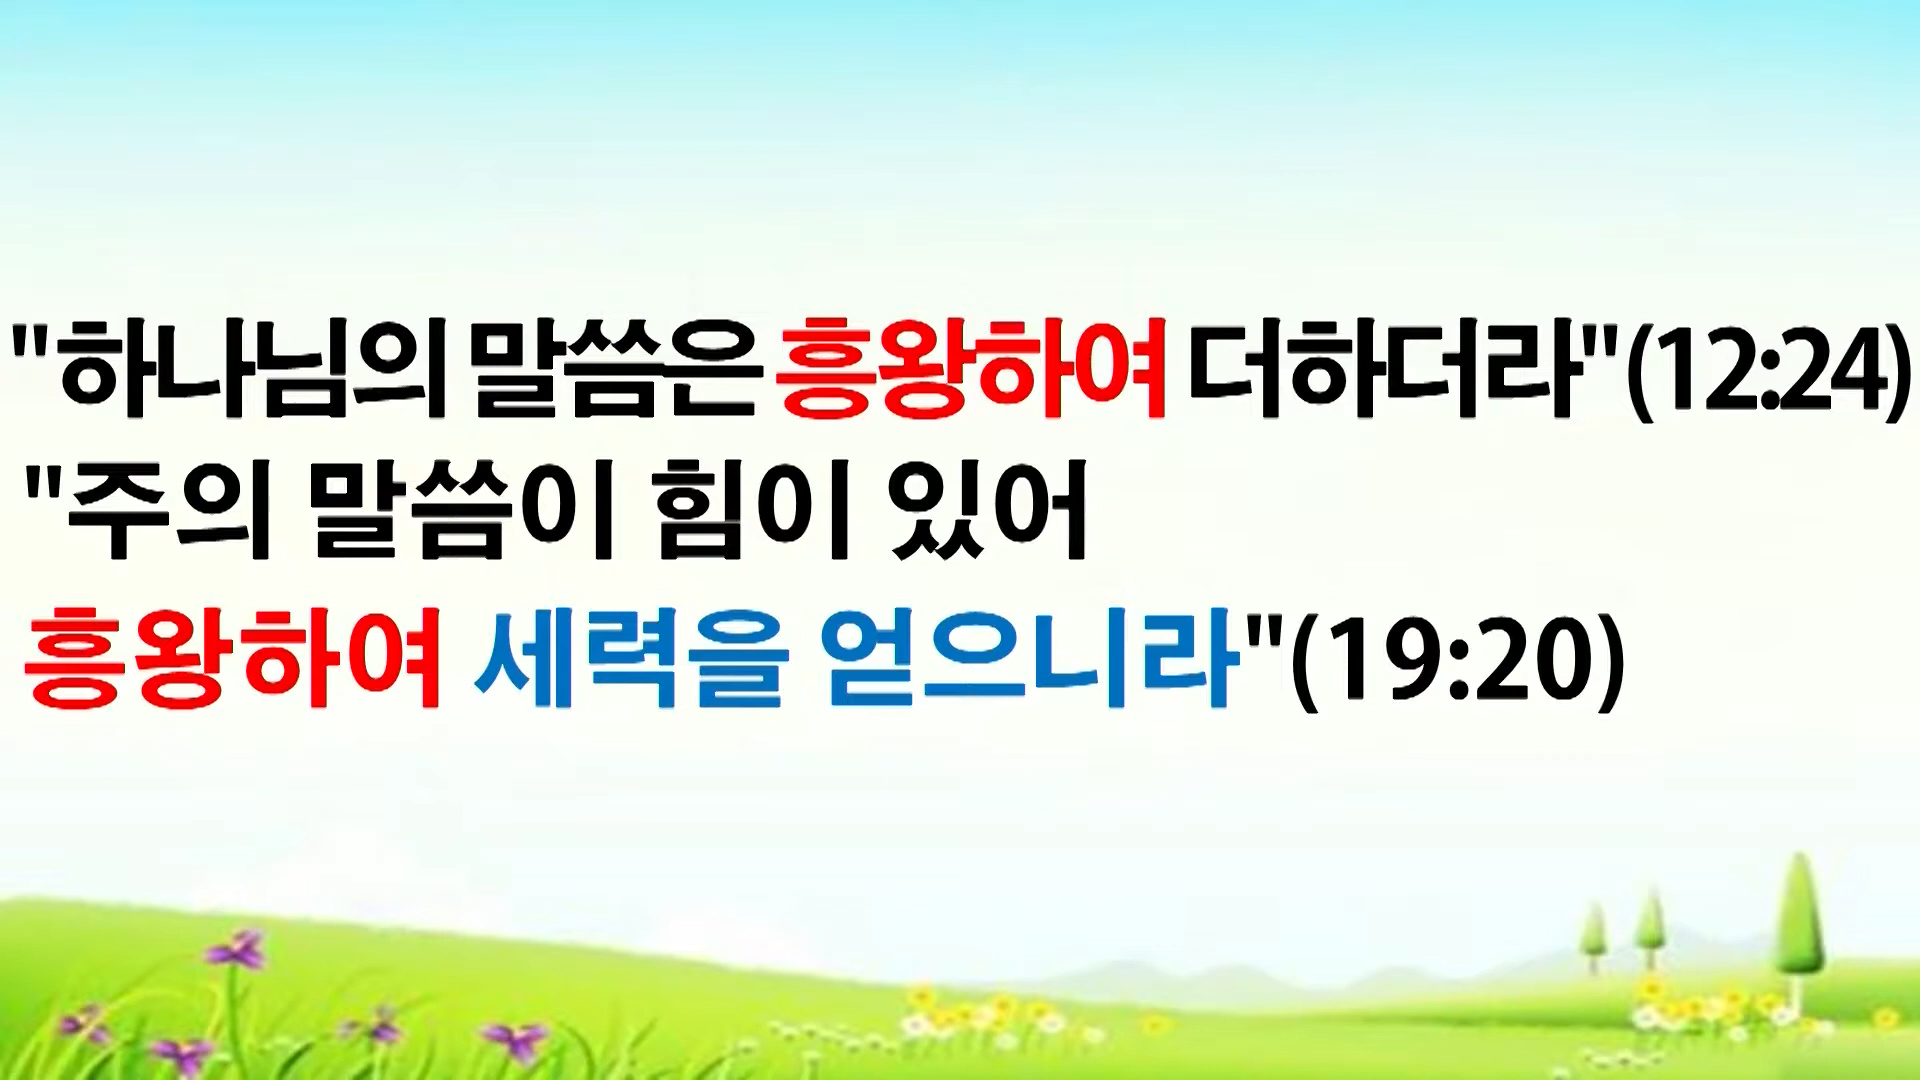 "하나님의 말씀은 흥왕하여 더하더라"(12:24)
"주의 말씀이 힘이 있어
흥왕하여 세력을 얻으니라"(19:20)